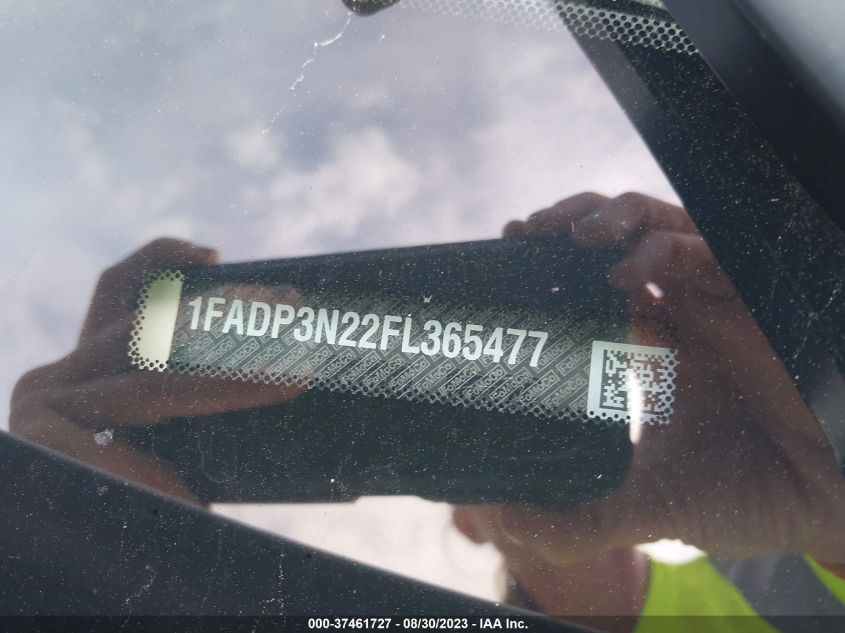 1FADP3N22FL365477
000-37461727 - 08/30/2023 - IAA Inc.